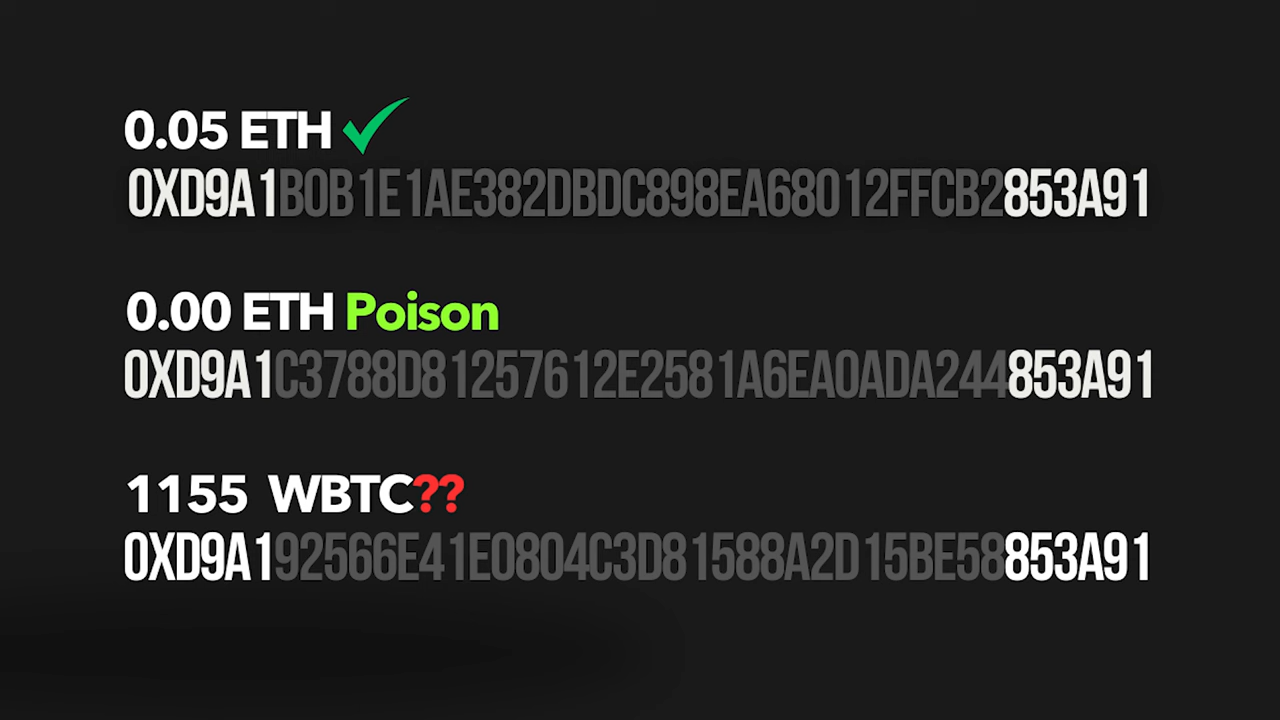 0.05 ETH
0XD9A1B0B1E1AE382DBDC898EA68012FFCB2853A91
0.00 ETH Poison
0XD9A1C3788D81257612E2581A6EA0ADA244853A91
1155 WBTC??
0XD9A192566E41E0804C3D81588A2D15BE58853A91